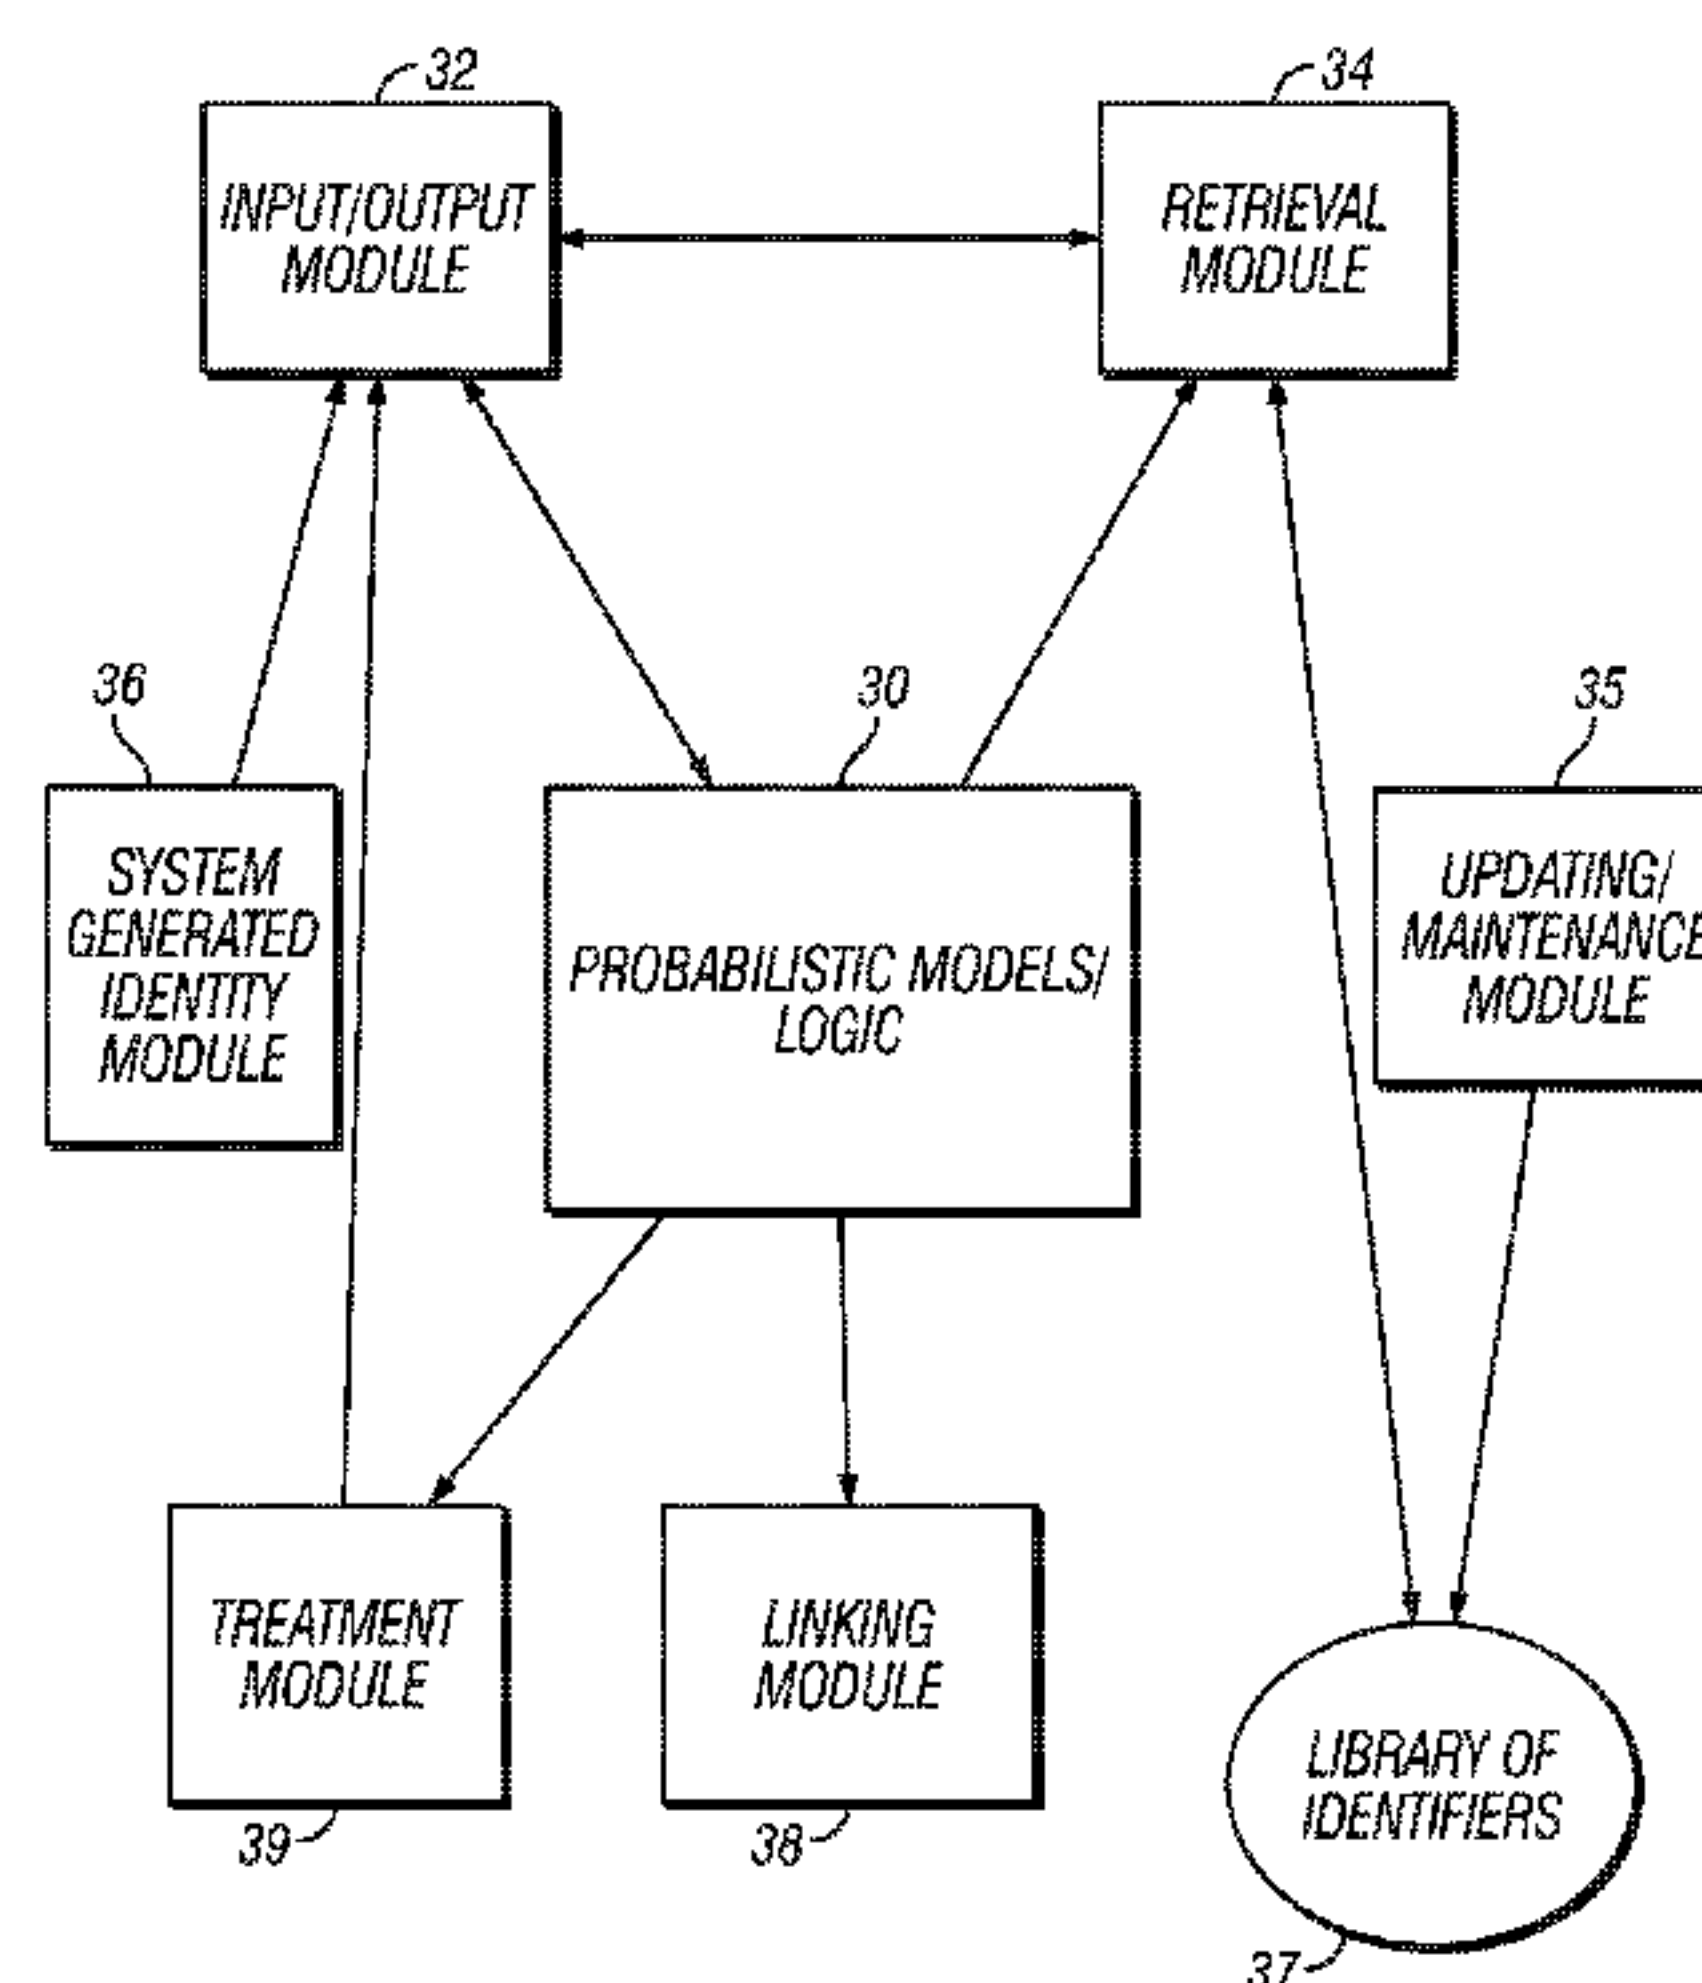 32
34
INPUT/OUTPUT
MODULE
RETRIEVAL
MODULE
36
30
35
SYSTEM
GENERATED
IDENTITY
MODULE
PROBABILISTIC MODELS/
LOGIC
UPDATING/
MAINTENANCE
MODULE
TREATMENT
MODULE
LINKING
MODULE
LIBRARY OF
IDENTIFIERS
39
38
37